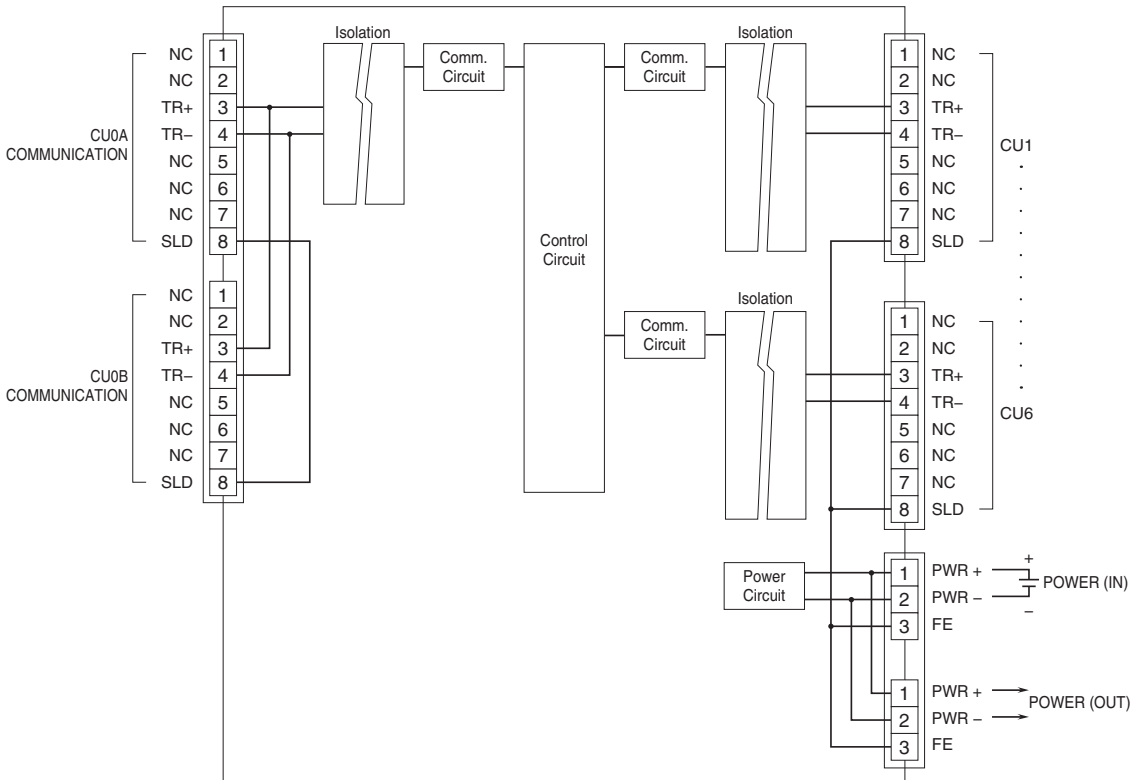 Isolation
Isolation
Comm.
Circuit
Comm.
Circuit
Control
Circuit
Isolation
Comm.
Circuit
Power
Circuit
CU0A
COMMUNICATION
NC 1
NC 2
TR+ 3
TR− 4
NC 5
NC 6
NC 7
SLD 8
CU0B
COMMUNICATION
NC 1
NC 2
TR+ 3
TR− 4
NC 5
NC 6
NC 7
SLD 8
1 NC
2 NC
3 TR+
4 TR−
5 NC
6 NC
7 NC
8 SLD
CU1
1 NC
2 NC
3 TR+
4 TR−
5 NC
6 NC
7 NC
8 SLD
CU6
1 PWR +
2 PWR −
3 FE
+
POWER (IN)
−
1 PWR +
2 PWR −
3 FE
POWER (OUT)